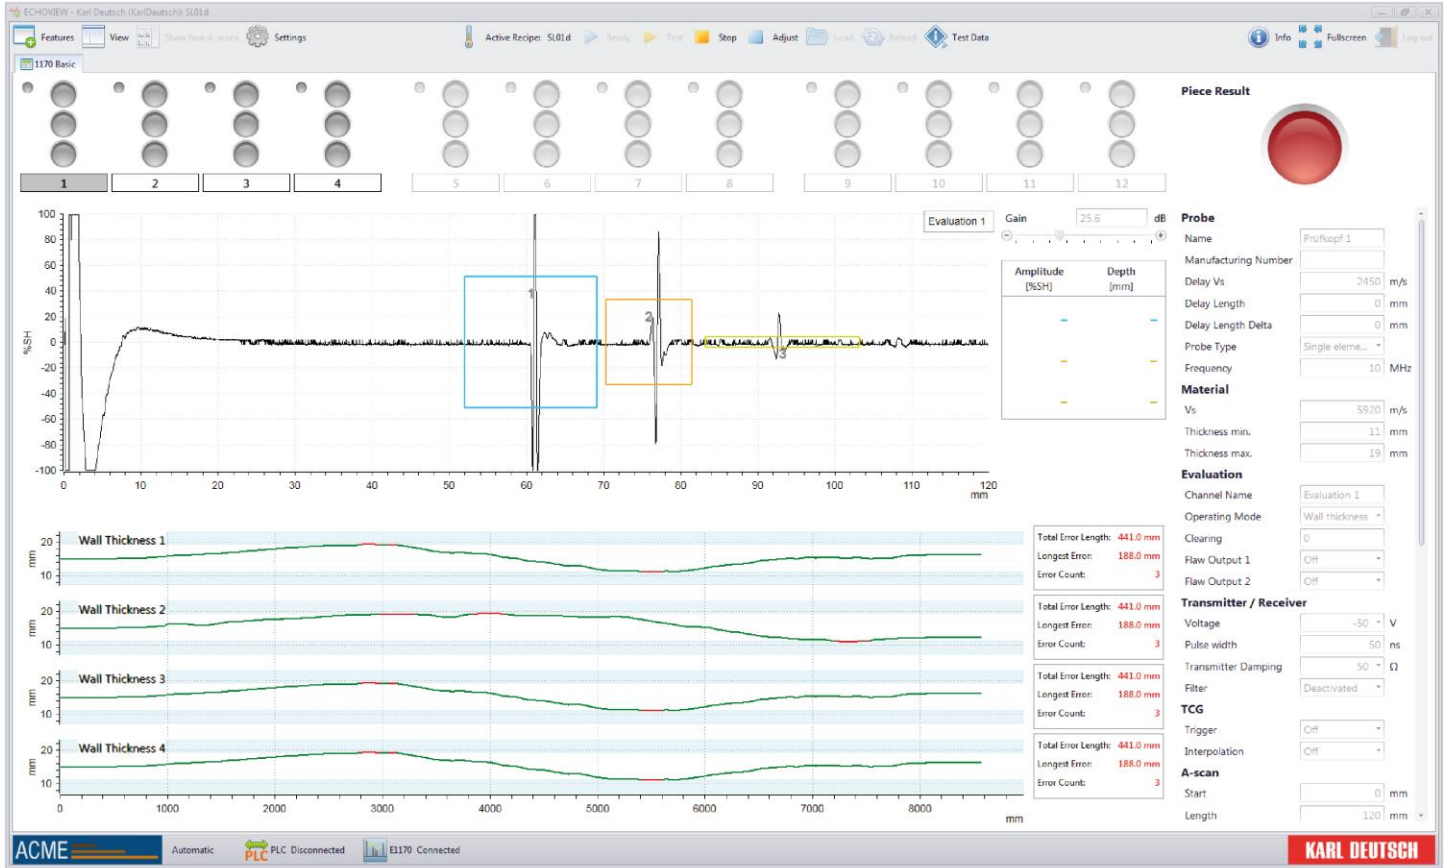 ECHOVIEW - Karl Deutsch (KarlDeutsch): SL01d
Features View Show four A-scans Settings Active Recipe: SL01d Ready Test Stop Adjust Load Reload Test Data Info Fullscreen Log out
1170 Basic
Piece Result
1 2 3 4 5 6 7 8 9 10 11 12
Evaluation 1
Gain 25.6 dB
Amplitude Depth
[%SH] [mm]
- -
- -
- -
100
80
60
40
20
0
-20
-40
-60
-80
-100
%SH
1
2
3
0 10 20 30 40 50 60 70 80 90 100 110 120
mm
Wall Thickness 1
20
10
mm
Total Error Length: 441.0 mm
Longest Error: 188.0 mm
Error Count: 3
Wall Thickness 2
20
10
mm
Total Error Length: 441.0 mm
Longest Error: 188.0 mm
Error Count: 3
Wall Thickness 3
20
10
mm
Total Error Length: 441.0 mm
Longest Error: 188.0 mm
Error Count: 3
Wall Thickness 4
20
10
mm
Total Error Length: 441.0 mm
Longest Error: 188.0 mm
Error Count: 3
0 1000 2000 3000 4000 5000 6000 7000 8000
mm
Probe
Name Prüfkopf 1
Manufacturing Number
Delay Vs 2450 m/s
Delay Length 0 mm
Delay Length Delta 0 mm
Probe Type Single eleme...
Frequency 10 MHz
Material
Vs 5920 m/s
Thickness min. 11 mm
Thickness max. 19 mm
Evaluation
Channel Name Evaluation 1
Operating Mode Wall thickness
Clearing 0
Flaw Output 1 Off
Flaw Output 2 Off
Transmitter / Receiver
Voltage -50 V
Pulse width 50 ns
Transmitter Damping 50 Ω
Filter Deactivated
TCG
Trigger Off
Interpolation Off
A-scan
Start 0 mm
Length 120 mm
ACME Automatic PLC PLC Disconnected E1170 Connected KARL DEUTSCH